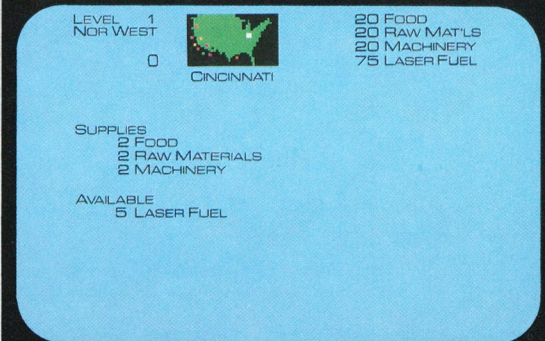 LEVEL 1
NOR WEST
0
CINCINNATI
20 FOOD
20 RAW MAT'LS
20 MACHINERY
75 LASER FUEL
SUPPLIES
2 FOOD
2 RAW MATERIALS
2 MACHINERY
AVAILABLE
5 LASER FUEL